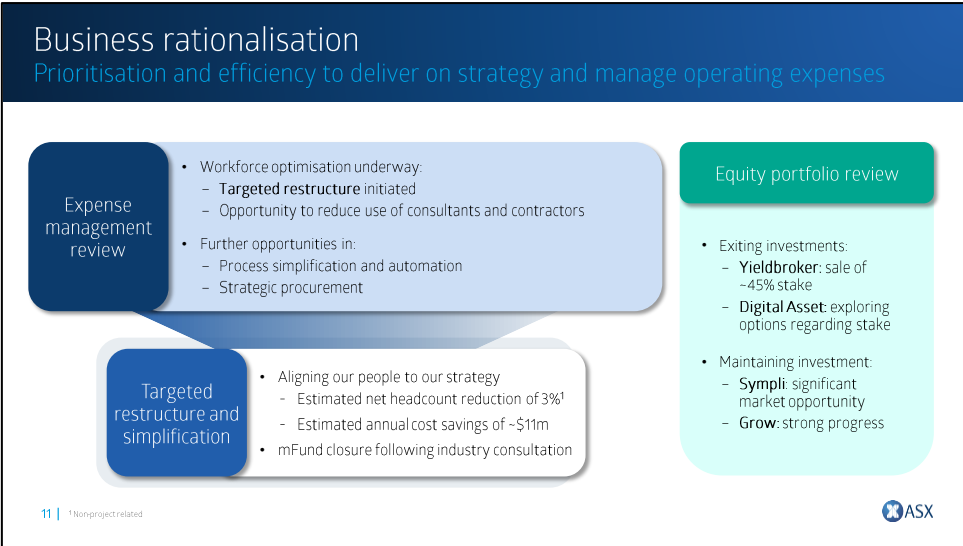 Business rationalisation
Prioritisation and efficiency to deliver on strategy and manage operating expenses
Expense
management
review
• Workforce optimisation underway:
– Targeted restructure initiated
– Opportunity to reduce use of consultants and contractors
• Further opportunities in:
– Process simplification and automation
– Strategic procurement
Targeted
restructure and
simplification
• Aligning our people to our strategy
- Estimated net headcount reduction of 3%¹
- Estimated annual cost savings of ~$11m
• mFund closure following industry consultation
Equity portfolio review
• Exiting investments:
– Yieldbroker: sale of
~45% stake
– Digital Asset: exploring
options regarding stake
• Maintaining investment:
– Sympli: significant
market opportunity
– Grow: strong progress
11 | ¹ Non-project related
ASX